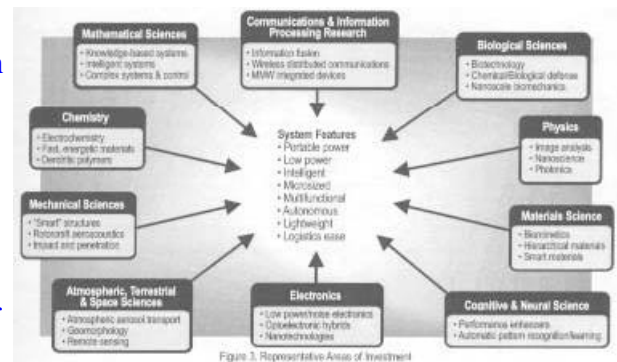 Mathematical Sciences
• Knowledge-based systems
• Intelligent systems
• Complex systems & control
Communications & Information
Processing Research
• Information fusion
• Wireless distributed communications
• MMW integrated devices
Biological Sciences
• Biotechnology
• Chemical/Biological defense
• Nanoscale biomechanics
Chemistry
• Electrochemistry
• Fast, energetic materials
• Dendritic polymers
System Features
• Portable power
• Low power
• Intelligent
• Microsized
• Multifunctional
• Autonomous
• Lightweight
• Logistics ease
Physics
• Image analysis
• Nanoscience
• Photonics
Mechanical Sciences
• "Smart" structures
• Rotorcraft aeroacoustics
• Impact and penetration
Materials Science
• Biomimetics
• Hierarchical materials
• Smart materials
Atmospheric, Terrestrial
& Space Sciences
• Atmospheric aerosol transport
• Geomorphology
• Remote sensing
Electronics
• Low power/noise electronics
• Optoelectronic hybrids
• Nanotechnologies
Cognitive & Neural Science
• Performance enhancers
• Automatic pattern recognition/learning
Figure 3. Representative Areas of Investment